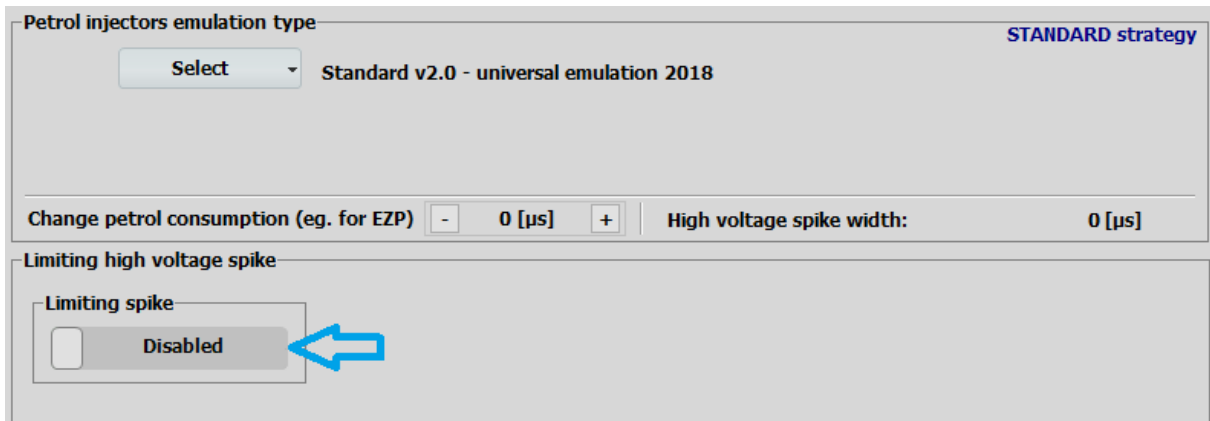 Petrol injectors emulation type
STANDARD strategy
Select
Standard v2.0 - universal emulation 2018
Change petrol consumption (eg. for EZP) - 0 [µs] + High voltage spike width: 0 [µs]
Limiting high voltage spike
Limiting spike
Disabled